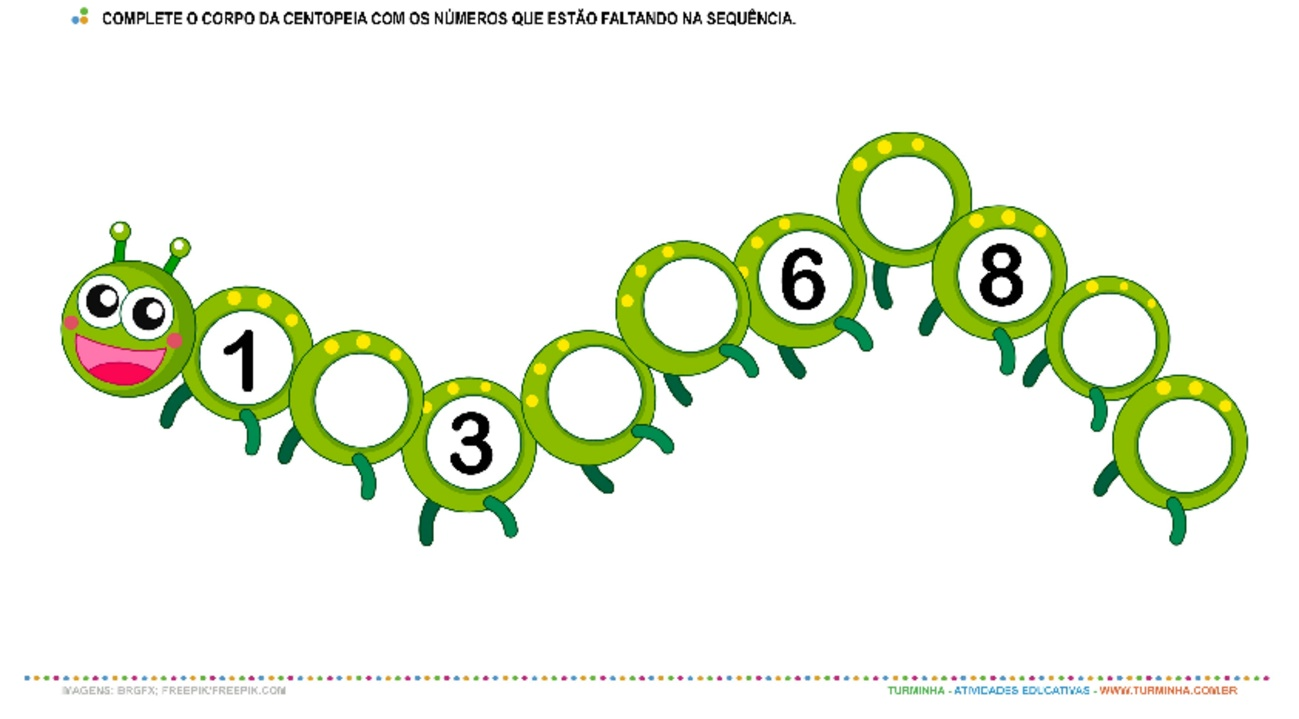 COMPLETE O CORPO DA CENTOPEIA COM OS NÚMEROS QUE ESTÃO FALTANDO NA SEQUÊNCIA.
1
3
6
8
IMAGENS: BRGFX; FREEPIK/FREEPIK.COM
TURMINHA - ATIVIDADES EDUCATIVAS - WWW.TURMINHA.COM.BR